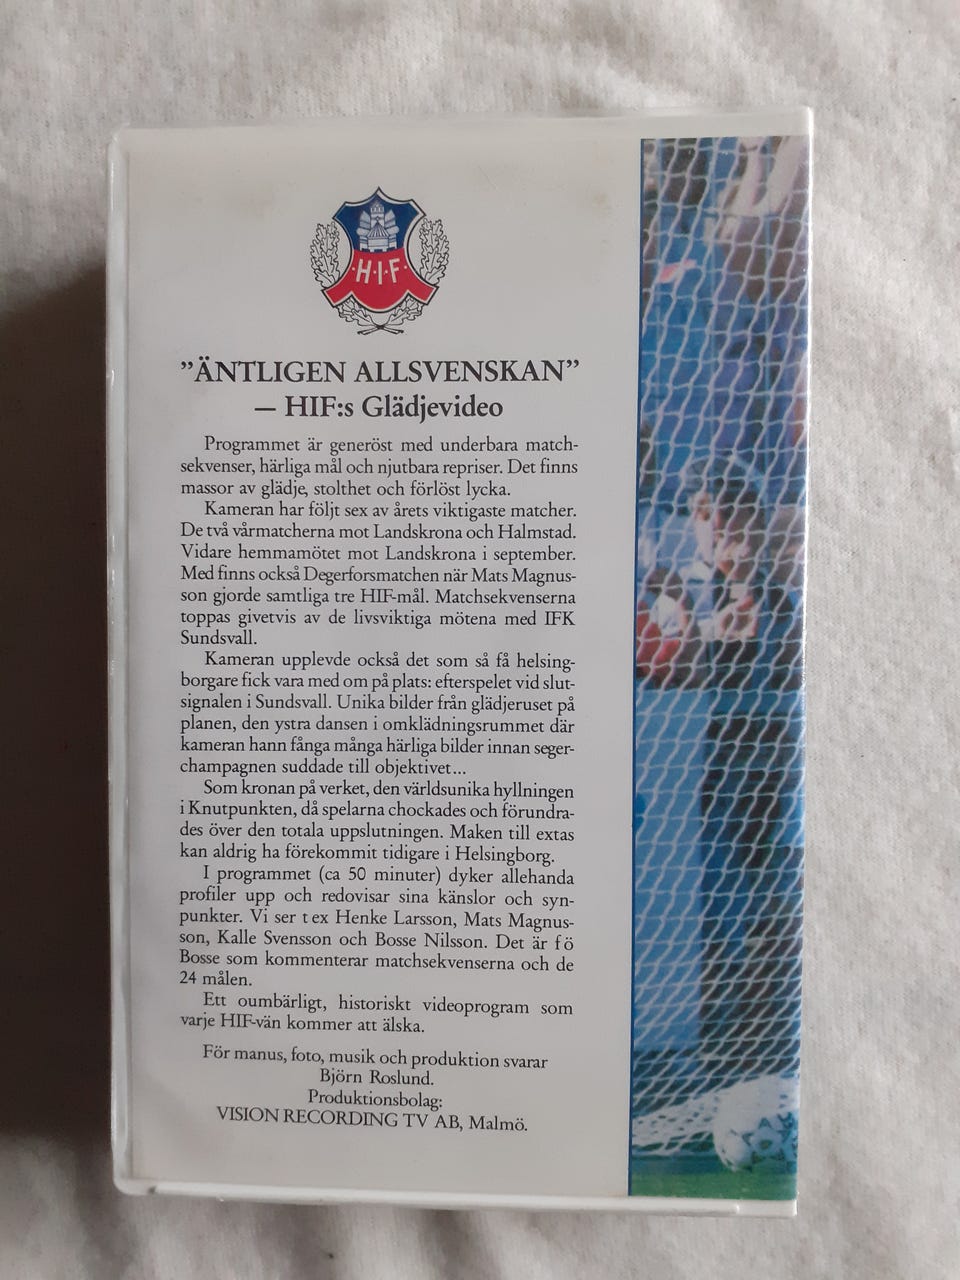 ·H·I·F·
”ÄNTLIGEN ALLSVENSKAN”
— HIF:s Glädjevideo
Programmet är generöst med underbara match-
sekvenser, härliga mål och njutbara repriser. Det finns
massor av glädje, stolthet och förlöst lycka.
Kameran har följt sex av årets viktigaste matcher.
De två vårmatcherna mot Landskrona och Halmstad.
Vidare hemmamötet mot Landskrona i september.
Med finns också Degerforsmatchen när Mats Magnus-
son gjorde samtliga tre HIF-mål. Matchsekvenserna
toppas givetvis av de livsviktiga mötena med IFK
Sundsvall.
Kameran upplevde också det som så få helsing-
borgare fick vara med om på plats: efterspelet vid slut-
signalen i Sundsvall. Unika bilder från glädjeruset på
planen, den ystra dansen i omklädningsrummet där
kameran hann fånga många härliga bilder innan seger-
champagnen suddade till objektivet...
Som kronan på verket, den världsunika hyllningen
i Knutpunkten, då spelarna chockades och förundra-
des över den totala uppslutningen. Maken till extas
kan aldrig ha förekommit tidigare i Helsingborg.
I programmet (ca 50 minuter) dyker allehanda
profiler upp och redovisar sina känslor och syn-
punkter. Vi ser t ex Henke Larsson, Mats Magnus-
son, Kalle Svensson och Bosse Nilsson. Det är f ö
Bosse som kommenterar matchsekvenserna och de
24 målen.
Ett oumbärligt, historiskt videoprogram som
varje HIF-vän kommer att älska.
För manus, foto, musik och produktion svarar
Björn Roslund.
Produktionsbolag:
VISION RECORDING TV AB, Malmö.